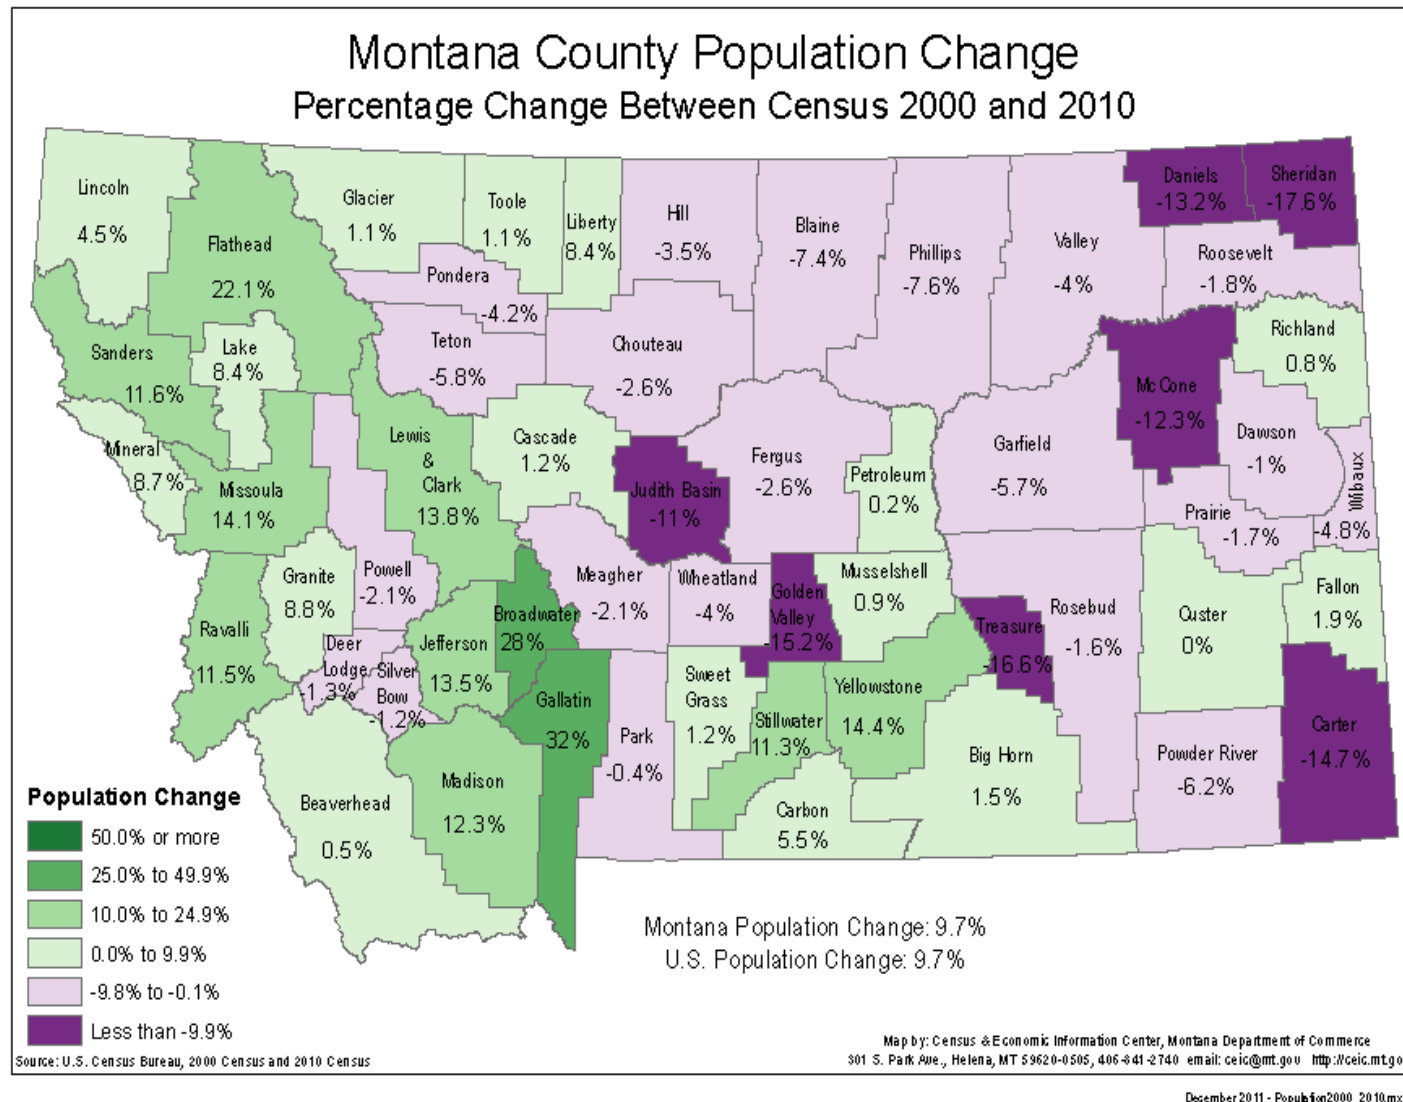 Montana County Population Change
Percentage Change Between Census 2000 and 2010
Lincoln
4.5%
Flathead
22.1%
Glacier
1.1%
Toole
1.1%
Liberty
8.4%
Hill
-3.5%
Blaine
-7.4%
Phillips
-7.6%
Valley
-4%
Daniels
-13.2%
Sheridan
-17.6%
Roosevelt
-1.8%
Pondera
-4.2%
Teton
-5.8%
Chouteau
-2.6%
Richland
0.8%
Sanders
11.6%
Lake
8.4%
McCone
-12.3%
Mineral
8.7%
Missoula
14.1%
Lewis
&
Clark
13.8%
Cascade
1.2%
Judith Basin
-11%
Fergus
-2.6%
Petroleum
0.2%
Garfield
-5.7%
Dawson
-1%
Wibaux
-4.8%
Prairie
-1.7%
Granite
8.8%
Powell
-2.1%
Meagher
-2.1%
Wheatland
-4%
Golden
Valley
-15.2%
Musselshell
0.9%
Treasure
-16.6%
Rosebud
-1.6%
Custer
0%
Fallon
1.9%
Ravalli
11.5%
Deer
Lodge
-1.3%
Silver
Bow
-1.2%
Jefferson
13.5%
Broadwater
28%
Gallatin
32%
Park
-0.4%
Sweet
Grass
1.2%
Stillwater
11.3%
Yellowstone
14.4%
Big Horn
1.5%
Powder River
-6.2%
Carter
-14.7%
Beaverhead
0.5%
Madison
12.3%
Carbon
5.5%
Population Change
50.0% or more
25.0% to 49.9%
10.0% to 24.9%
0.0% to 9.9%
-9.8% to -0.1%
Less than -9.9%
Montana Population Change: 9.7%
U.S. Population Change: 9.7%
Source: U.S. Census Bureau, 2000 Census and 2010 Census
Map by: Census & Economic Information Center, Montana Department of Commerce
301 S. Park Ave., Helena, MT 59620-0505, 406-841-2740 email: ceic@mt.gov http://ceic.mt.go
December 2011 - Population2000_2010.mx